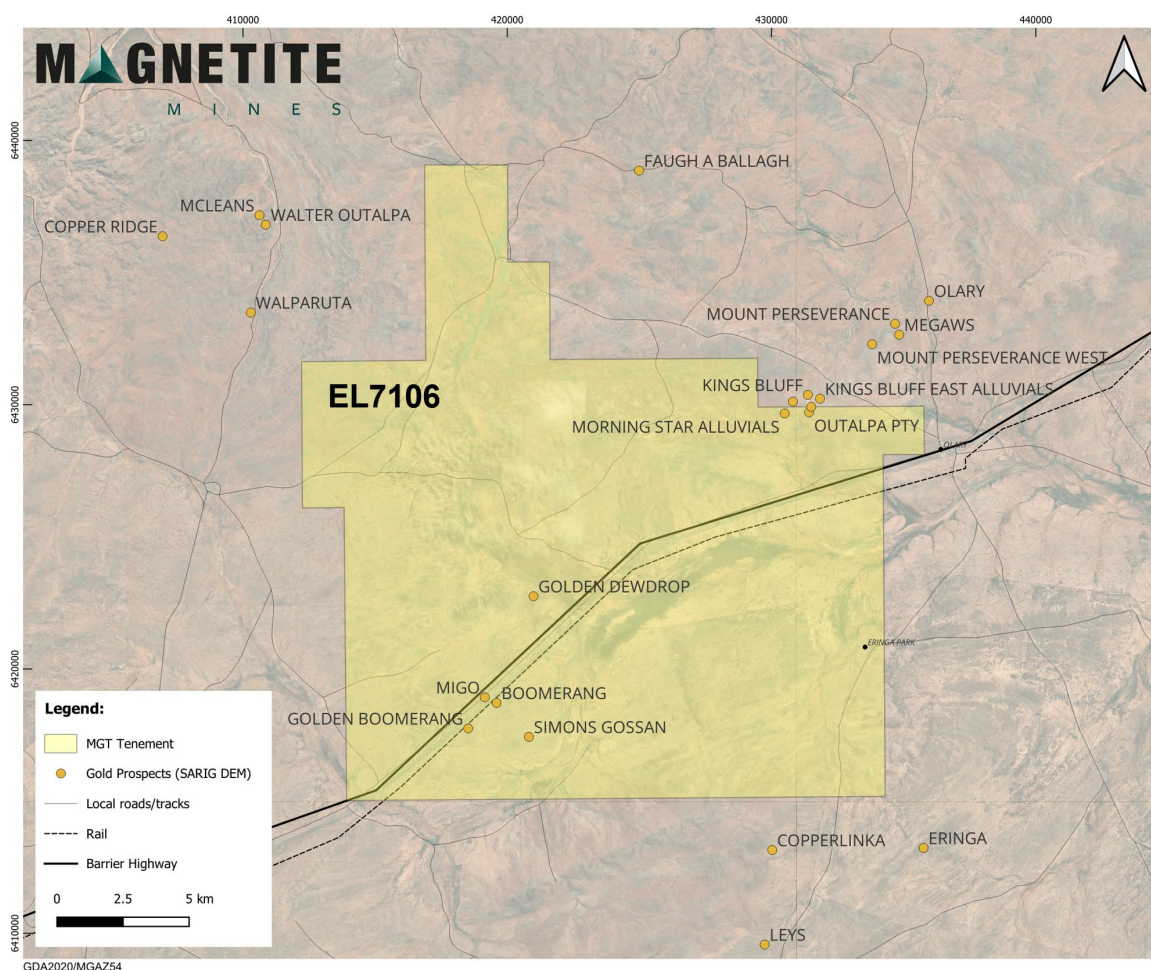 410000
420000
430000
440000
MAGNETITE
MINES
6440000
6430000
6420000
6410000
FAUGH A BALLAGH
MCLEANS
WALTER OUTALPA
COPPER RIDGE
WALPARUTA
OLARY
MOUNT PERSEVERANCE
MEGAWS
MOUNT PERSEVERANCE WEST
EL7106
KINGS BLUFF
KINGS BLUFF EAST ALLUVIALS
MORNING STAR ALLUVIALS
OUTALPA PTY
OLARY
GOLDEN DEWDROP
ERINGA PARK
MIGO
BOOMERANG
GOLDEN BOOMERANG
SIMONS GOSSAN
COPPERLINKA
ERINGA
LEYS
Legend:
MGT Tenement
Gold Prospects (SARIG DEM)
Local roads/tracks
Rail
Barrier Highway
0 2.5 5 km
GDA2020/MGAZ54